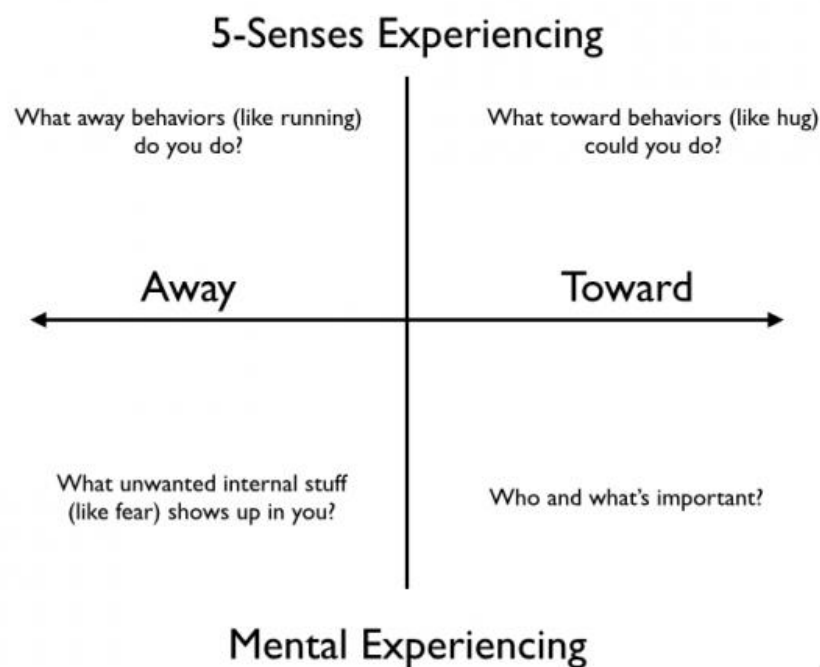 5-Senses Experiencing
What away behaviors (like running)
do you do?
What toward behaviors (like hug)
could you do?
Away
Toward
What unwanted internal stuff
(like fear) shows up in you?
Who and what's important?
Mental Experiencing